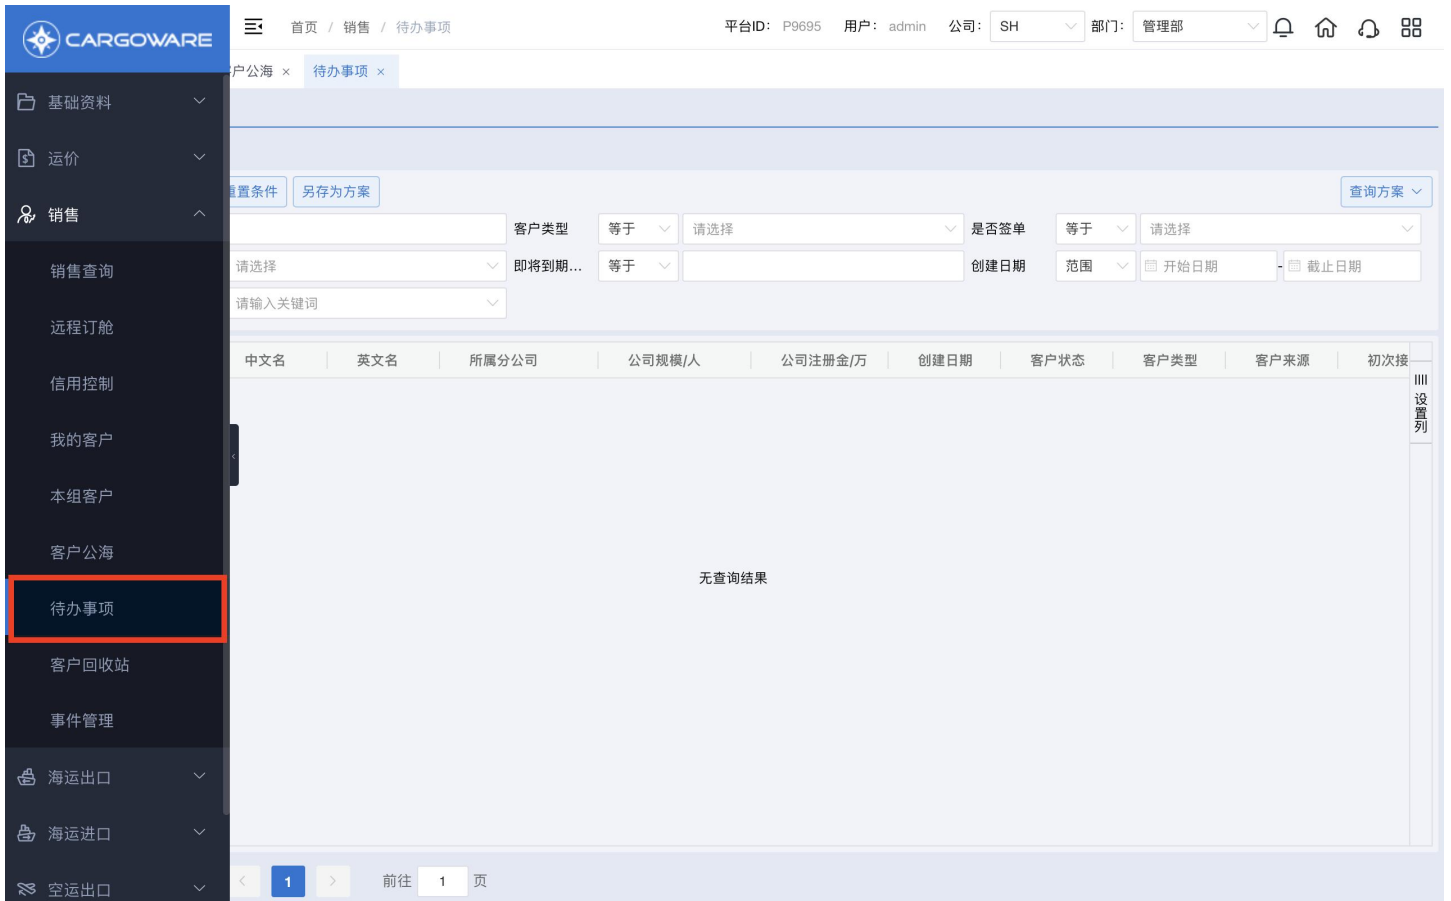 CARGOWARE
首页 / 销售 / 待办事项
平台ID： P9695 用户： admin 公司： SH 部门： 管理部
户公海 × 待办事项 ×
基础资料
运价
销售
销售查询
远程订舱
信用控制
我的客户
本组客户
客户公海
待办事项
客户回收站
事件管理
海运出口
海运进口
空运出口
重置条件 另存为方案 查询方案
客户类型 等于 请选择 是否签单 等于 请选择
请选择 即将到期... 等于 创建日期 范围 开始日期 - 截止日期
请输入关键词
中文名 英文名 所属分公司 公司规模/人 公司注册金/万 创建日期 客户状态 客户类型 客户来源 初次接
设置列
无查询结果
< 1 > 前往 1 页